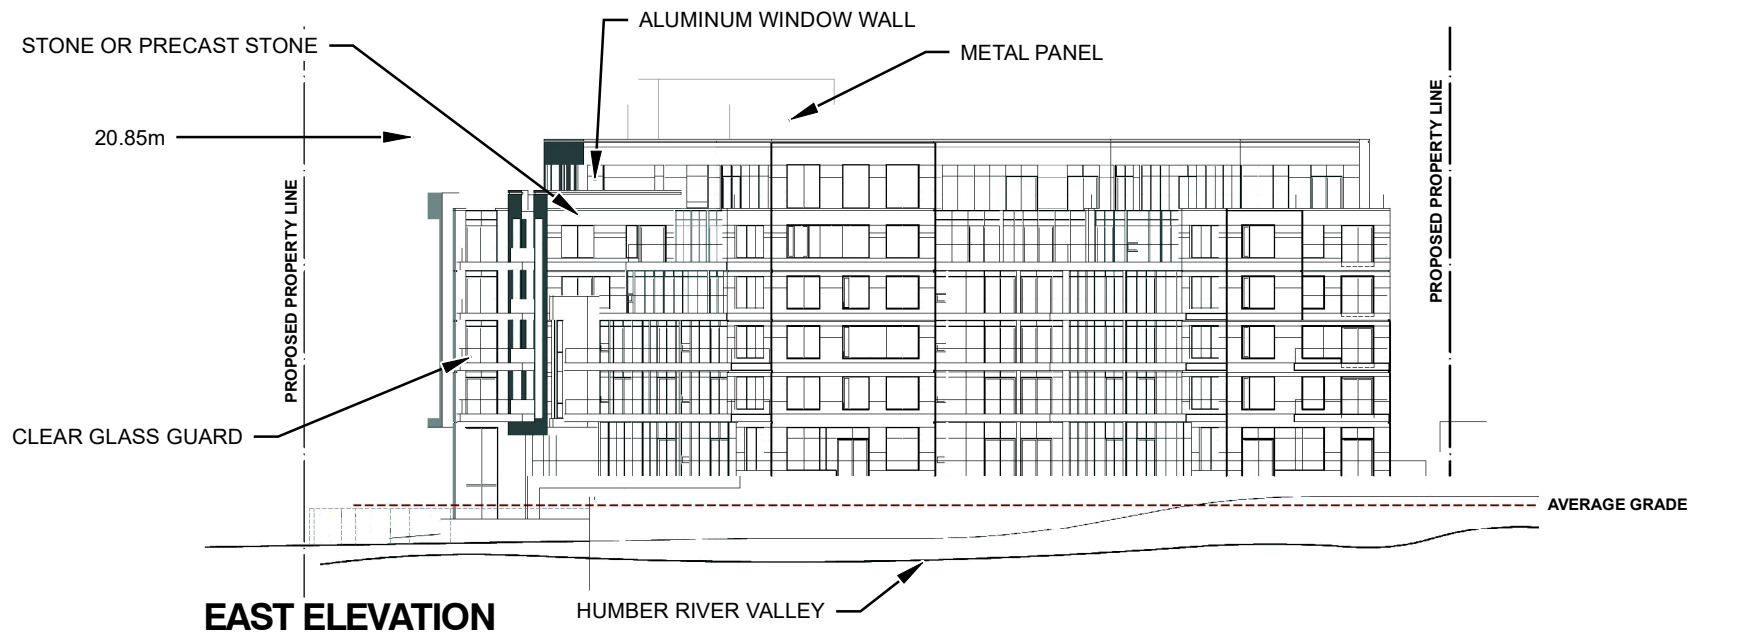 ALUMINUM WINDOW WALL
STONE OR PRECAST STONE
METAL PANEL
20.85m
PROPOSED PROPERTY LINE
PROPOSED PROPERTY LINE
CLEAR GLASS GUARD
AVERAGE GRADE
HUMBER RIVER VALLEY
EAST ELEVATION